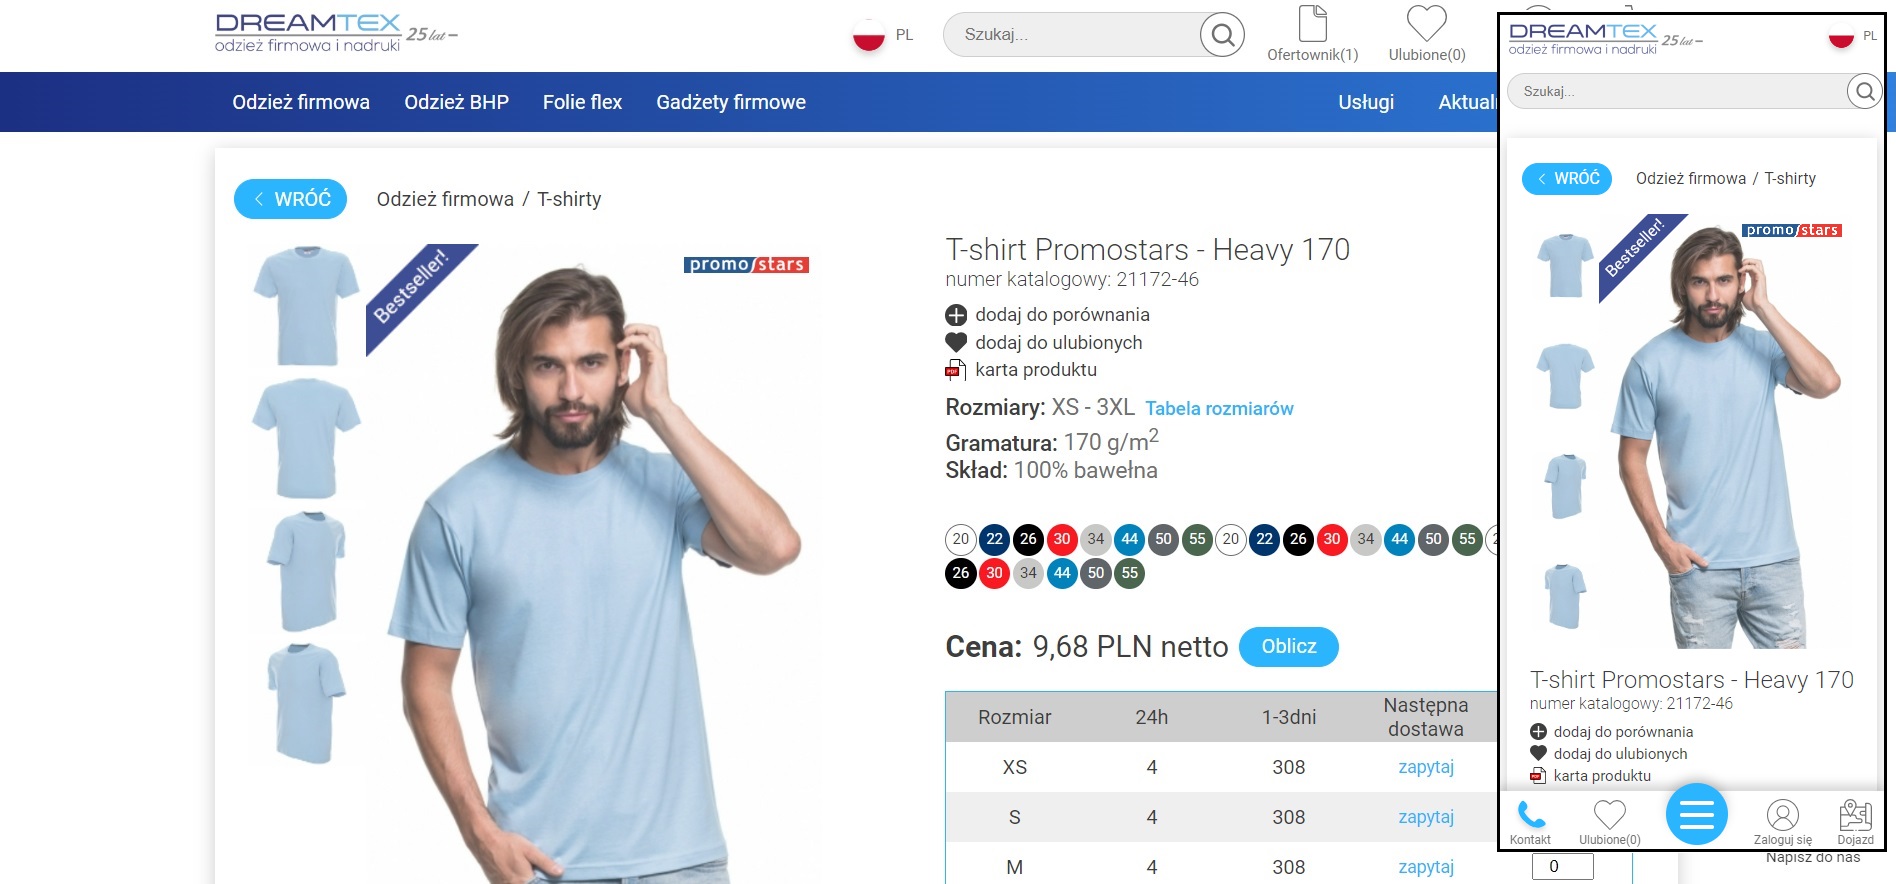 DREAMTEX
odzież firmowa i nadruki
25 lat
PL
Szukaj...
Ofertownik(1)
Ulubione(0)
Odzież firmowa
Odzież BHP
Folie flex
Gadżety firmowe
Usługi
WRÓĆ
Odzież firmowa / T-shirty
Bestseller!
promo stars
T-shirt Promostars - Heavy 170
numer katalogowy: 21172-46
dodaj do porównania
dodaj do ulubionych
karta produktu
Rozmiary: XS - 3XL Tabela rozmiarów
Gramatura: 170 g/m2
Skład: 100% bawełna
20 22 26 30 34 44 50 55 20 22 26 30 34 44 50 55
26 30 34 44 50 55
Cena: 9,68 PLN netto Oblicz
Rozmiar 24h 1-3dni Następna dostawa
XS 4 308 zapytaj
S 4 308 zapytaj
M 4 308 zapytaj 0
DREAMTEX
odzież firmowa i nadruki
25 lat
PL
Szukaj...
WRÓĆ
Odzież firmowa / T-shirty
Bestseller!
promo stars
T-shirt Promostars - Heavy 170
numer katalogowy: 21172-46
dodaj do porównania
dodaj do ulubionych
karta produktu
Kontakt
Ulubione(0)
Zaloguj się
Dojazd
Napisz do nas